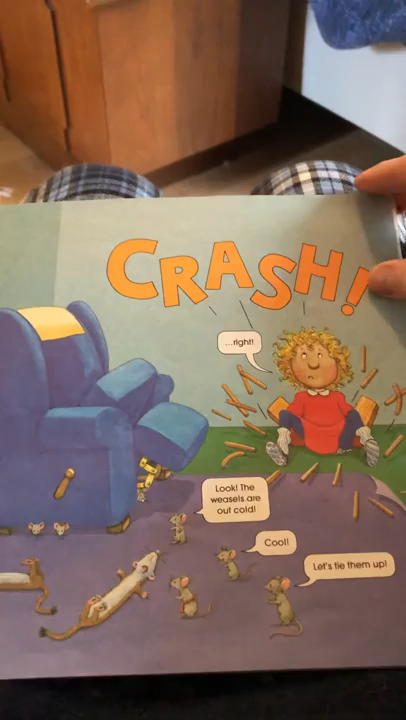 CRASH!
...right!
Look! The
weasels are
out cold!
Cool!
Let's tie them up!